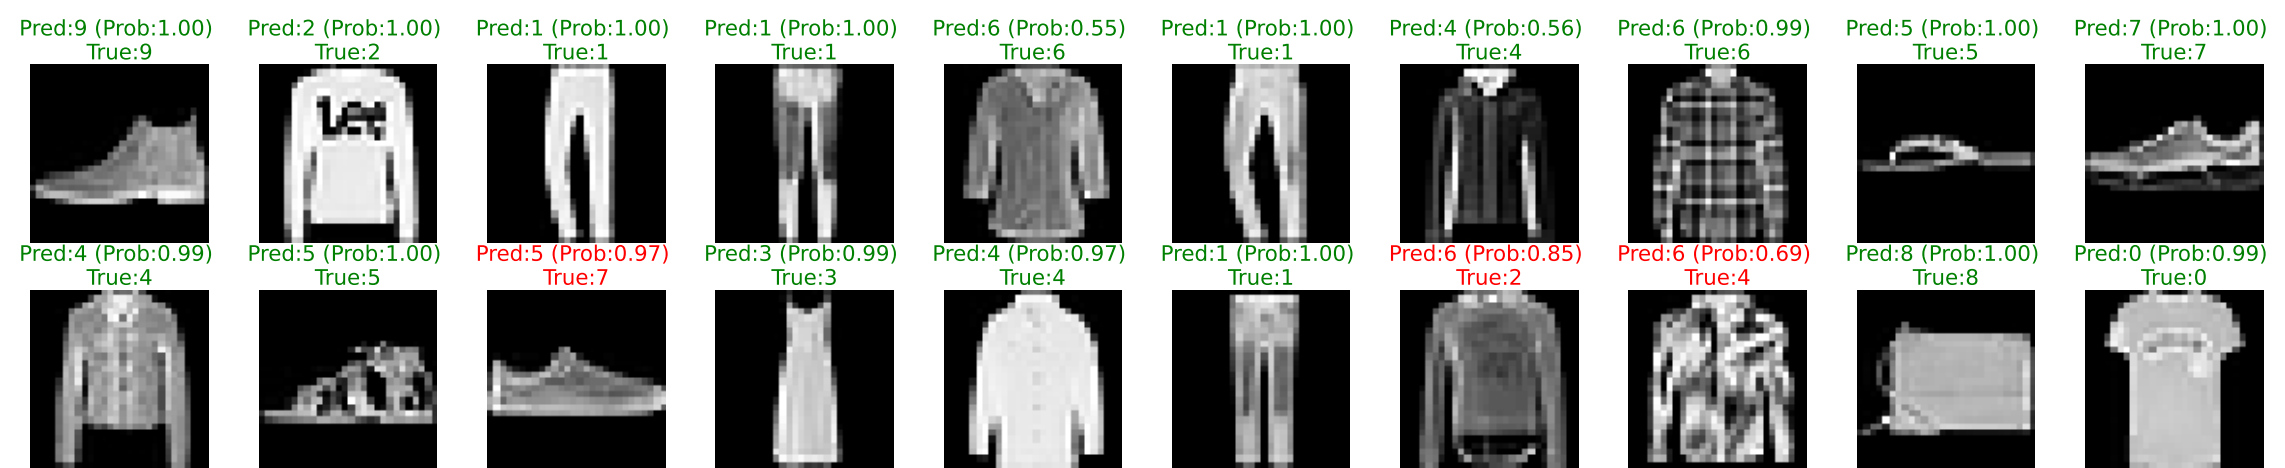 Pred:9 (Prob:1.00) Pred:2 (Prob:1.00) Pred:1 (Prob:1.00) Pred:1 (Prob:1.00) Pred:6 (Prob:0.55) Pred:1 (Prob:1.00) Pred:4 (Prob:0.56) Pred:6 (Prob:0.99) Pred:5 (Prob:1.00) Pred:7 (Prob:1.00)
True:9 True:2 True:1 True:1 True:6 True:1 True:4 True:6 True:5 True:7
Lee
Pred:4 (Prob:0.99) Pred:5 (Prob:1.00) Pred:5 (Prob:0.97) Pred:3 (Prob:0.99) Pred:4 (Prob:0.97) Pred:1 (Prob:1.00) Pred:6 (Prob:0.85) Pred:6 (Prob:0.69) Pred:8 (Prob:1.00) Pred:0 (Prob:0.99)
True:4 True:5 True:7 True:3 True:4 True:1 True:2 True:4 True:8 True:0